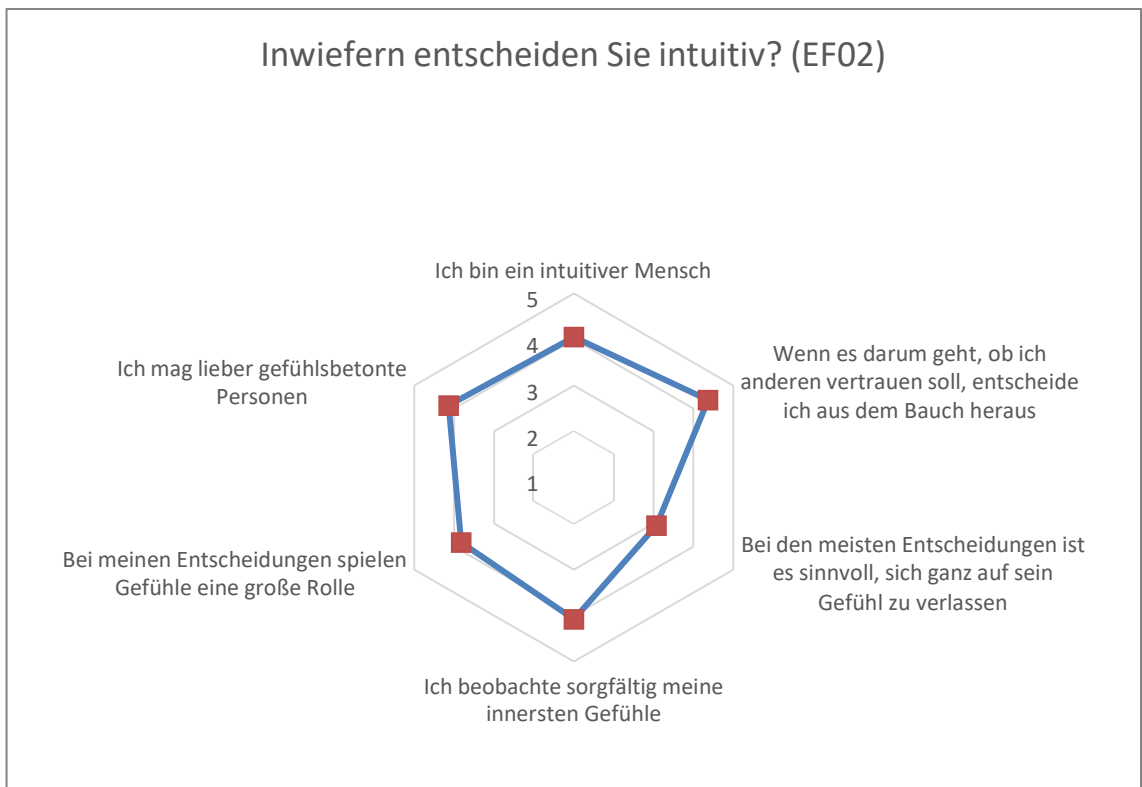 Inwiefern entscheiden Sie intuitiv? (EF02)
Ich bin ein intuitiver Mensch
5
4
3
2
1
Wenn es darum geht, ob ich
anderen vertrauen soll, entscheide
ich aus dem Bauch heraus
Bei den meisten Entscheidungen ist
es sinnvoll, sich ganz auf sein
Gefühl zu verlassen
Ich beobachte sorgfältig meine
innersten Gefühle
Bei meinen Entscheidungen spielen
Gefühle eine große Rolle
Ich mag lieber gefühlsbetonte
Personen